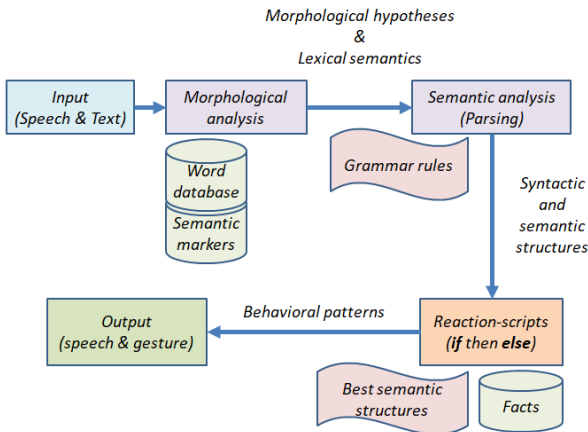 Morphological hypotheses
&
Lexical semantics
Input
(Speech & Text)
Morphological
analysis
Semantic analysis
(Parsing)
Word
database
Semantic
markers
Grammar rules
Syntactic
and
semantic
structures
Output
(speech & gesture)
Behavioral patterns
Reaction-scripts
(if then else)
Best semantic
structures
Facts